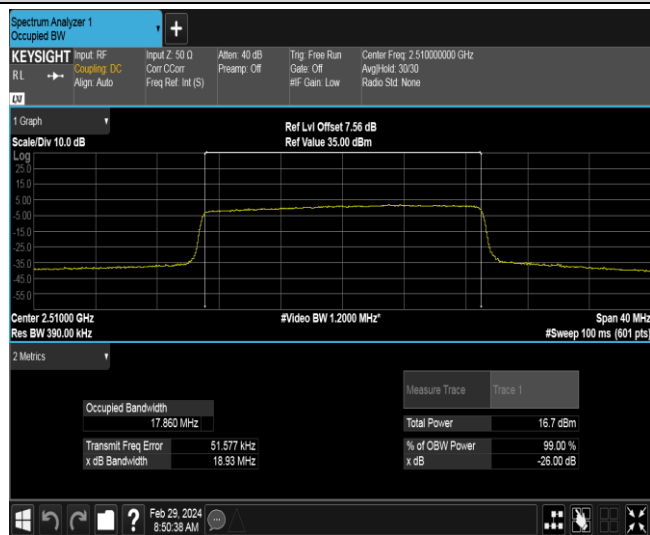 Spectrum Analyzer 1
Occupied BW
+
KEYSIGHT
RL
LXI
Input: RF
Coupling: DC
Align: Auto
Input Z: 50 Ω
Corr CCorr
Freq Ref: Int (S)
Atten: 40 dB
Preamp: Off
Trig: Free Run
Gate: Off
#IF Gain: Low
Center Freq: 2.510000000 GHz
Avg|Hold: 30/30
Radio Std: None
1 Graph
Scale/Div 10.0 dB
Ref Lvl Offset 7.56 dB
Ref Value 35.00 dBm
Log
25.0
15.0
5.00
-5.00
-15.0
-25.0
-35.0
-45.0
-55.0
Center 2.51000 GHz
Res BW 390.00 kHz
#Video BW 1.2000 MHz*
Span 40 MHz
#Sweep 100 ms (601 pts)
2 Metrics
Measure Trace Trace 1
Occupied Bandwidth
17.860 MHz
Total Power 16.7 dBm
Transmit Freq Error 51.577 kHz
% of OBW Power 99.00 %
x dB Bandwidth 18.93 MHz
x dB -26.00 dB
?
Feb 29, 2024
8:50:38 AM